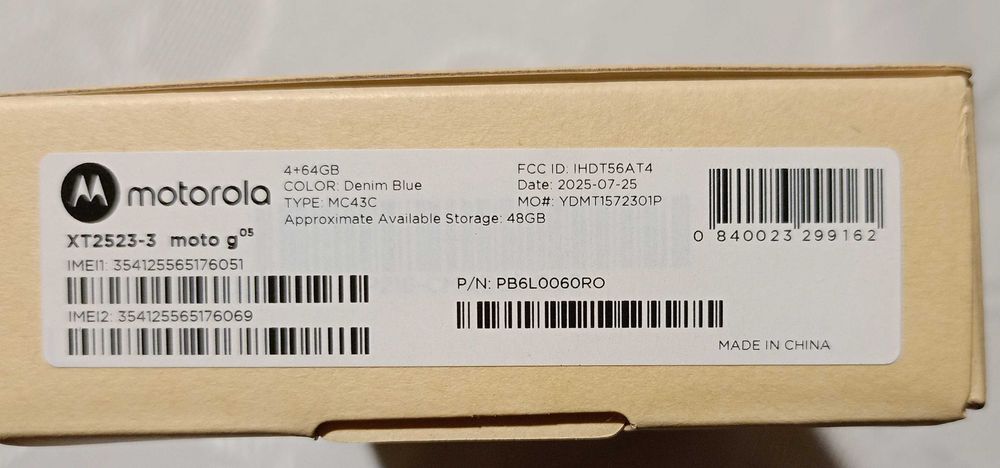 motorola
4+64GB
COLOR: Denim Blue
TYPE: MC43C
Approximate Available Storage: 48GB
FCC ID: IHDT56AT4
Date: 2025-07-25
MO#: YDMT1572301P
0 840023 299162
XT2523-3 moto g05
IMEI1: 354125565176051
IMEI2: 354125565176069
P/N: PB6L0060RO
MADE IN CHINA